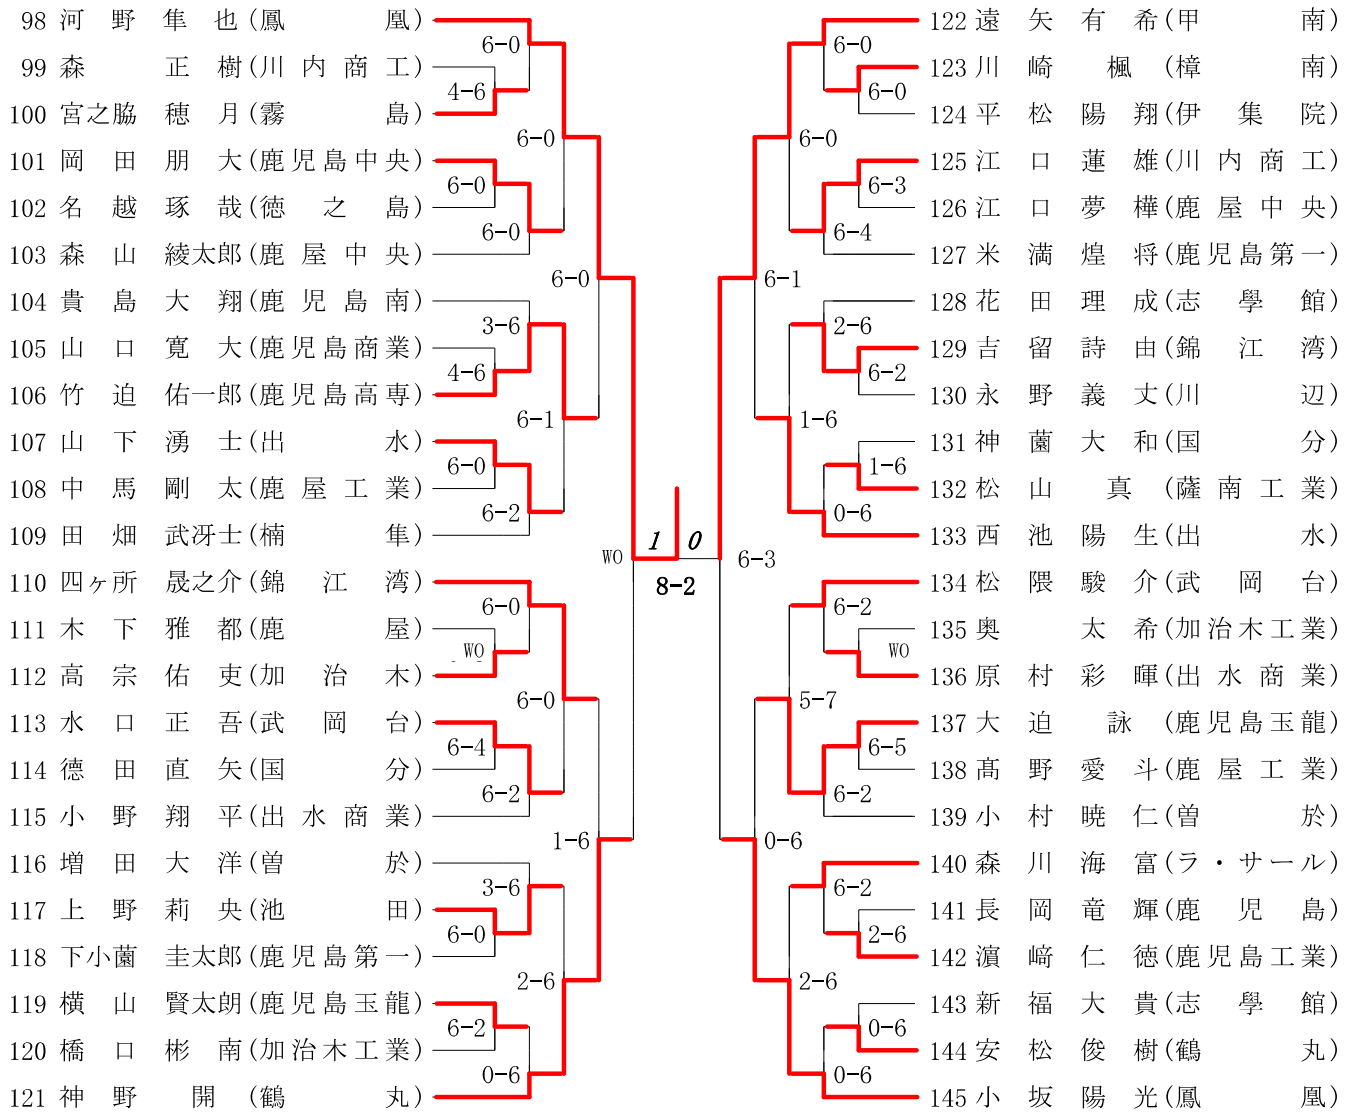 98 河野 隼也(鳳凰)
99 森 正樹(川内商工)
100 宮之脇 穂月(霧島)
101 岡田朋大(鹿児島中央)
102 名越琢哉(徳之島)
103 森山 綾太郎(鹿屋中央)
104 貴島大翔(鹿児島南)
105 山口寛大(鹿児島商業)
106 竹迫 佑一郎(鹿児島高専)
107 山下湧士(出水)
108 中馬剛太(鹿屋工業)
109 田畑 武冴士(楠隼)
110 四ヶ所 晟之介(錦江湾)
111 木下雅都(鹿屋)
112 高宗佑吏(加治木)
113 水口正吾(武岡台)
114 德田直矢(国分)
115 小野翔平(出水商業)
116 増田大洋(曽於)
117 上野莉央(池田)
118 下小薗 圭太郎(鹿児島第一)
119 横山 賢太朗(鹿児島玉龍)
120 橋口彬南(加治木工業)
121 神野 開(鶴丸)
6-0
4-6
6-0
6-0
6-0
6-0
3-6
4-6
6-1
6-0
6-2
WO
6-0
WO
6-0
6-4
6-2
1-6
3-6
6-0
2-6
6-2
0-6
1 0
8-2
122 遠矢有希(甲南)
123 川崎 楓(樟南)
124 平松陽翔(伊集院)
125 江口蓮雄(川内商工)
126 江口夢樺(鹿屋中央)
127 米満煌将(鹿児島第一)
128 花田理成(志學館)
129 吉留詩由(錦江湾)
130 永野義丈(川辺)
131 神薗大和(国分)
132 松山 真(薩南工業)
133 西池陽生(出水)
134 松隈駿介(武岡台)
135 奥 太希(加治木工業)
136 原村彩暉(出水商業)
137 大迫 詠(鹿児島玉龍)
138 髙野愛斗(鹿屋工業)
139 小村暁仁(曽於)
140 森川海富(ラ・サール)
141 長岡竜輝(鹿児島)
142 濵﨑仁徳(鹿児島工業)
143 新福大貴(志學館)
144 安松俊樹(鶴丸)
145 小坂陽光(鳳凰)
6-0
6-0
6-0
6-3
6-4
6-1
2-6
6-2
1-6
1-6
0-6
6-3
6-2
WO
5-7
6-5
6-2
0-6
6-2
2-6
2-6
0-6
0-6